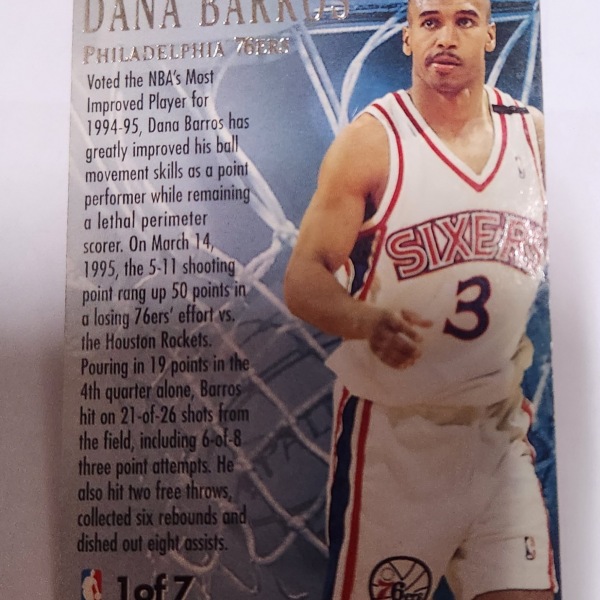 DANA BARROS
PHILADELPHIA 76ERS
Voted the NBA's Most
Improved Player for
1994-95, Dana Barros has
greatly improved his ball
movement skills as a point
performer while remaining
a lethal perimeter
scorer. On March 14,
1995, the 5-11 shooting
point rang up 50 points in
a losing 76ers' effort vs.
the Houston Rockets.
Pouring in 19 points in the
4th quarter alone, Barros
hit on 21-of-26 shots from
the field, including 6-of-8
three point attempts. He
also hit two free throws,
collected six rebounds and
dished out eight assists.
1 of 7
SIXERS
3
76ers